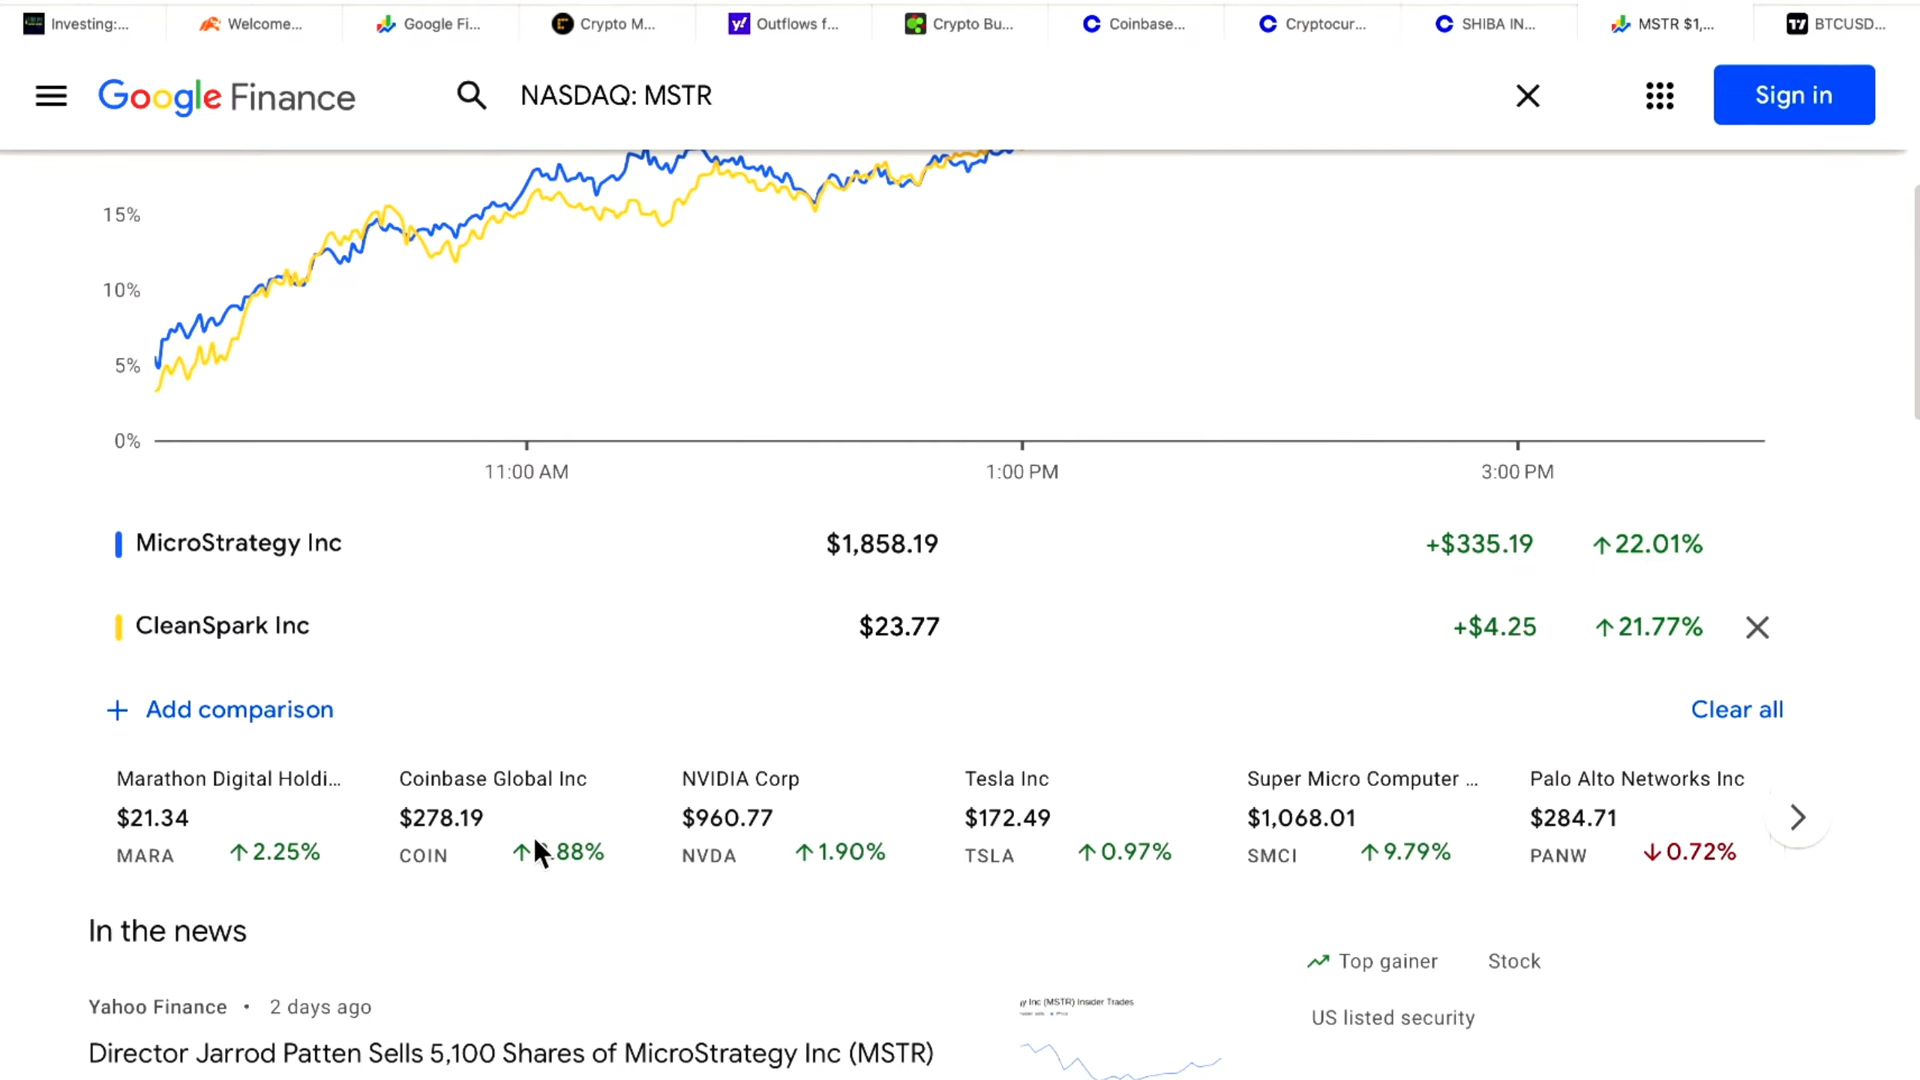 Investing:...
Welcome...
Google Fi...
Crypto M...
Outflows f...
Crypto Bu...
Coinbase...
Cryptocur...
SHIBA IN...
MSTR $1,...
BTCUSD...
Google Finance
NASDAQ: MSTR
Sign in
15%
10%
5%
0%
11:00 AM
1:00 PM
3:00 PM
MicroStrategy Inc $1,858.19 +$335.19 ↑22.01%
CleanSpark Inc $23.77 +$4.25 ↑21.77%
+ Add comparison
Clear all
Marathon Digital Holdi...
$21.34
MARA ↑2.25%
Coinbase Global Inc
$278.19
COIN
NVIDIA Corp
$960.77
NVDA ↑1.90%
Tesla Inc
$172.49
TSLA ↑0.97%
Super Micro Computer ...
$1,068.01
SMCI ↑9.79%
Palo Alto Networks Inc
$284.71
PANW ↓0.72%
In the news
Yahoo Finance • 2 days ago
Director Jarrod Patten Sells 5,100 Shares of MicroStrategy Inc (MSTR)
Inc (MSTR) Insider Trades
Top gainer
Stock
US listed security